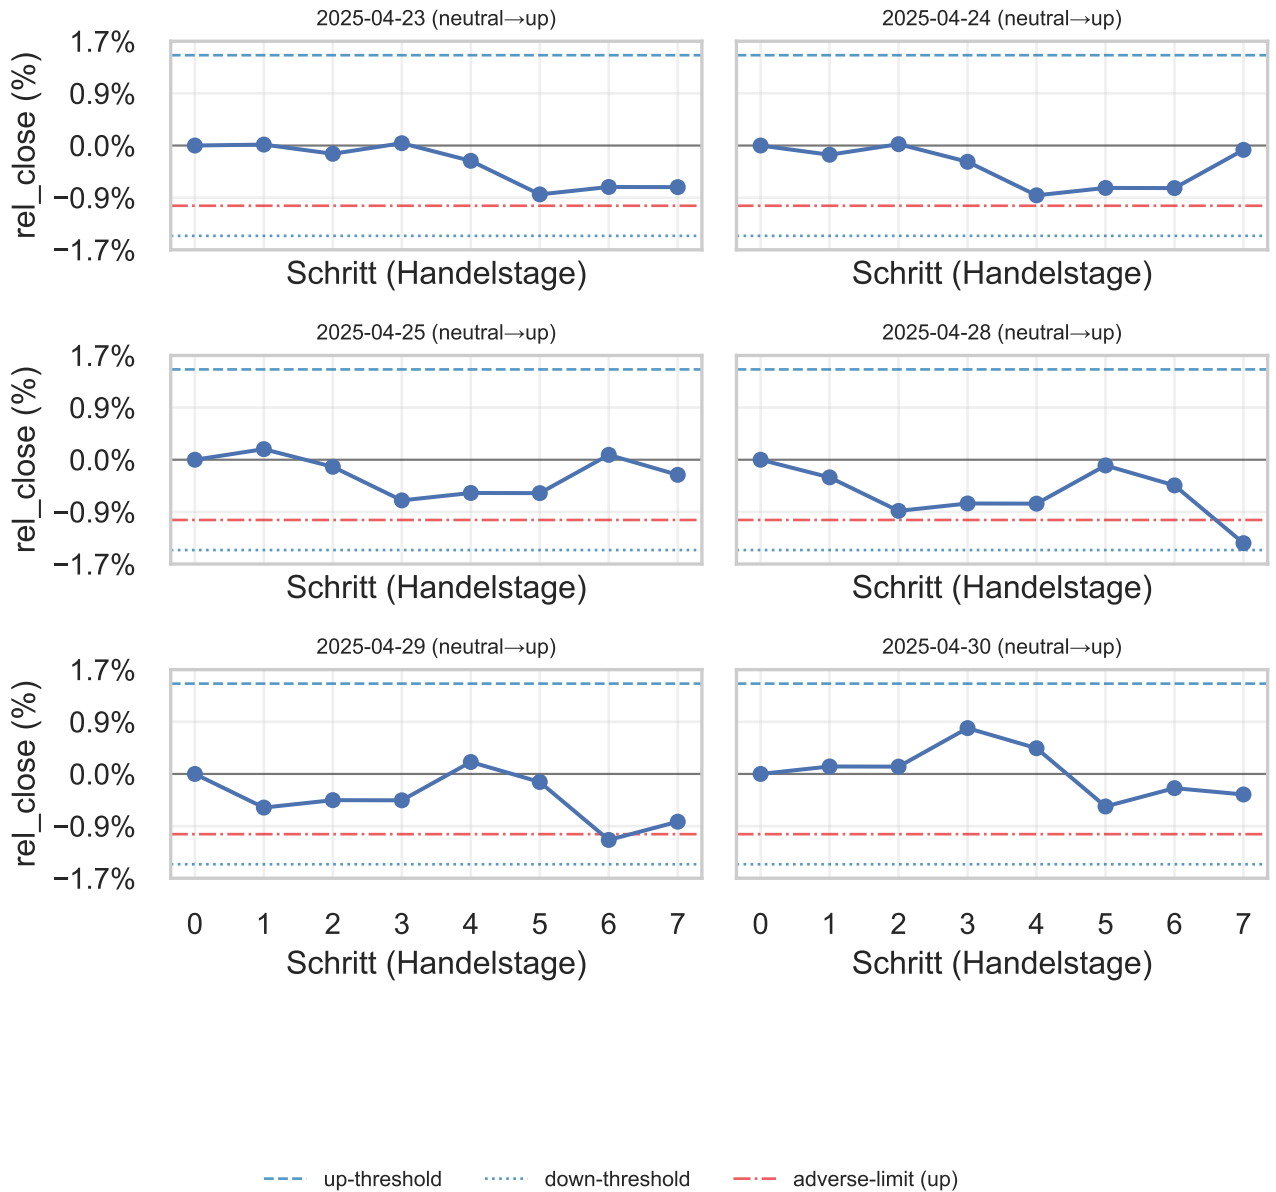 2025-04-23 (neutral→up)
2025-04-24 (neutral→up)
rel_close (%)
1.7%
0.9%
0.0%
−0.9%
−1.7%
Schritt (Handelstage)
Schritt (Handelstage)
2025-04-25 (neutral→up)
2025-04-28 (neutral→up)
rel_close (%)
1.7%
0.9%
0.0%
−0.9%
−1.7%
Schritt (Handelstage)
Schritt (Handelstage)
2025-04-29 (neutral→up)
2025-04-30 (neutral→up)
rel_close (%)
1.7%
0.9%
0.0%
−0.9%
−1.7%
0 1 2 3 4 5 6 7
0 1 2 3 4 5 6 7
Schritt (Handelstage)
Schritt (Handelstage)
up-threshold
down-threshold
adverse-limit (up)